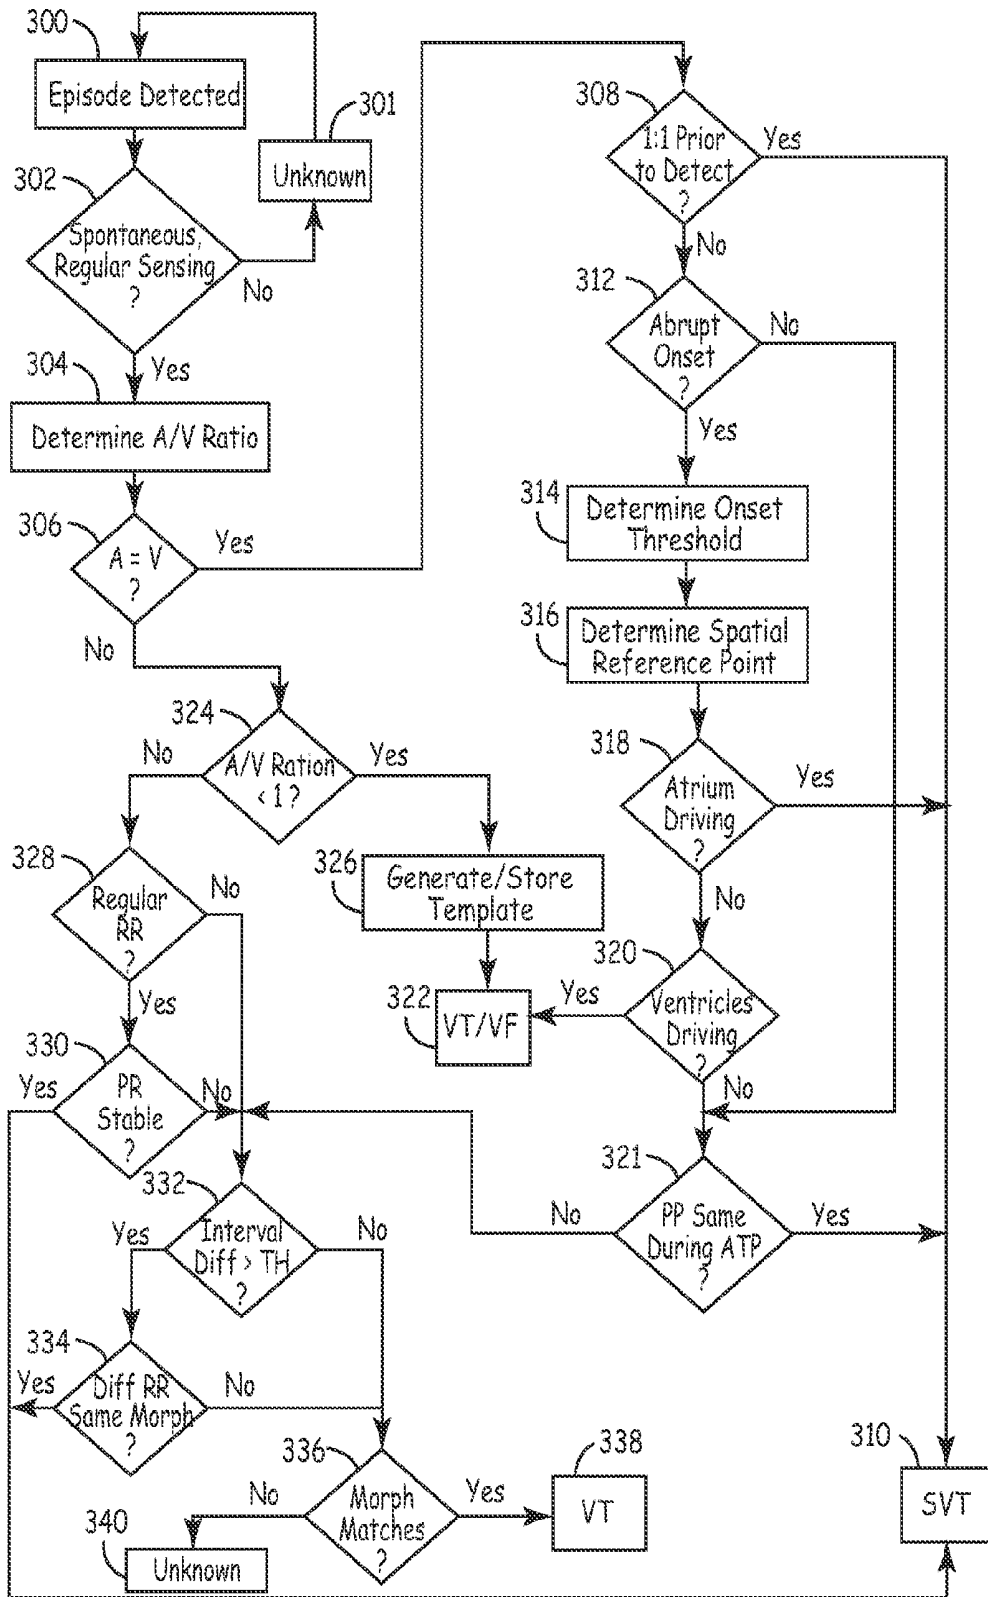 300
Episode Detected
301
Unknown
302
Spontaneous,
Regular Sensing
?
No
Yes
304
Determine A/V Ratio
306
A = V
?
Yes
No
308
1:1 Prior
to Detect
?
Yes
No
312
Abrupt
Onset
?
No
Yes
314
Determine Onset
Threshold
316
Determine Spatial
Reference Point
318
Atrium
Driving
?
Yes
No
320
Ventricles
Driving
?
Yes
No
322
VT/VF
324
A/V Ration
< 1 ?
No
Yes
326
Generate/Store
Template
328
Regular
RR
?
No
Yes
330
PR
Stable
?
Yes
No
321
PP Same
During ATP
?
No
Yes
332
Interval
Diff > TH
?
Yes
No
334
Diff RR
Same Morph
?
Yes
No
336
Morph
Matches
?
No
Yes
338
VT
310
SVT
340
Unknown